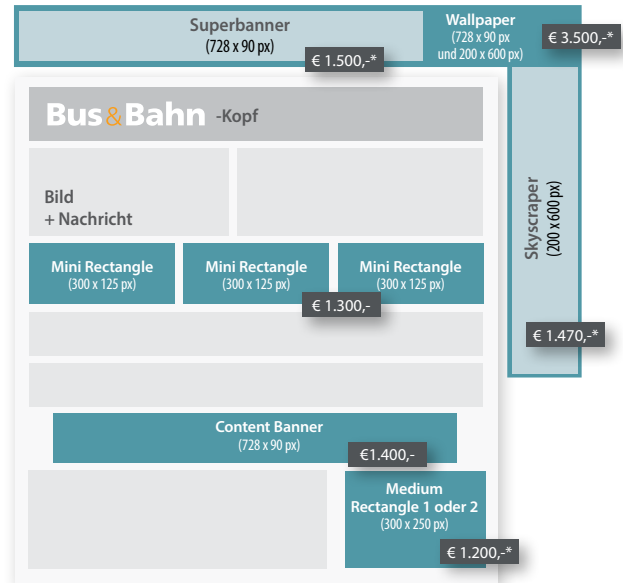 Superbanner
(728 x 90 px)
€ 1.500,-*
Wallpaper
(728 x 90 px
und 200 x 600 px)
€ 3.500,-*
Bus&Bahn -Kopf
Skyscraper
(200 x 600 px)
€ 1.470,-*
Bild
+ Nachricht
Mini Rectangle
(300 x 125 px)
Mini Rectangle
(300 x 125 px)
Mini Rectangle
(300 x 125 px)
€ 1.300,-
Content Banner
(728 x 90 px)
€1.400,-
Medium
Rectangle 1 oder 2
(300 x 250 px)
€ 1.200,-*